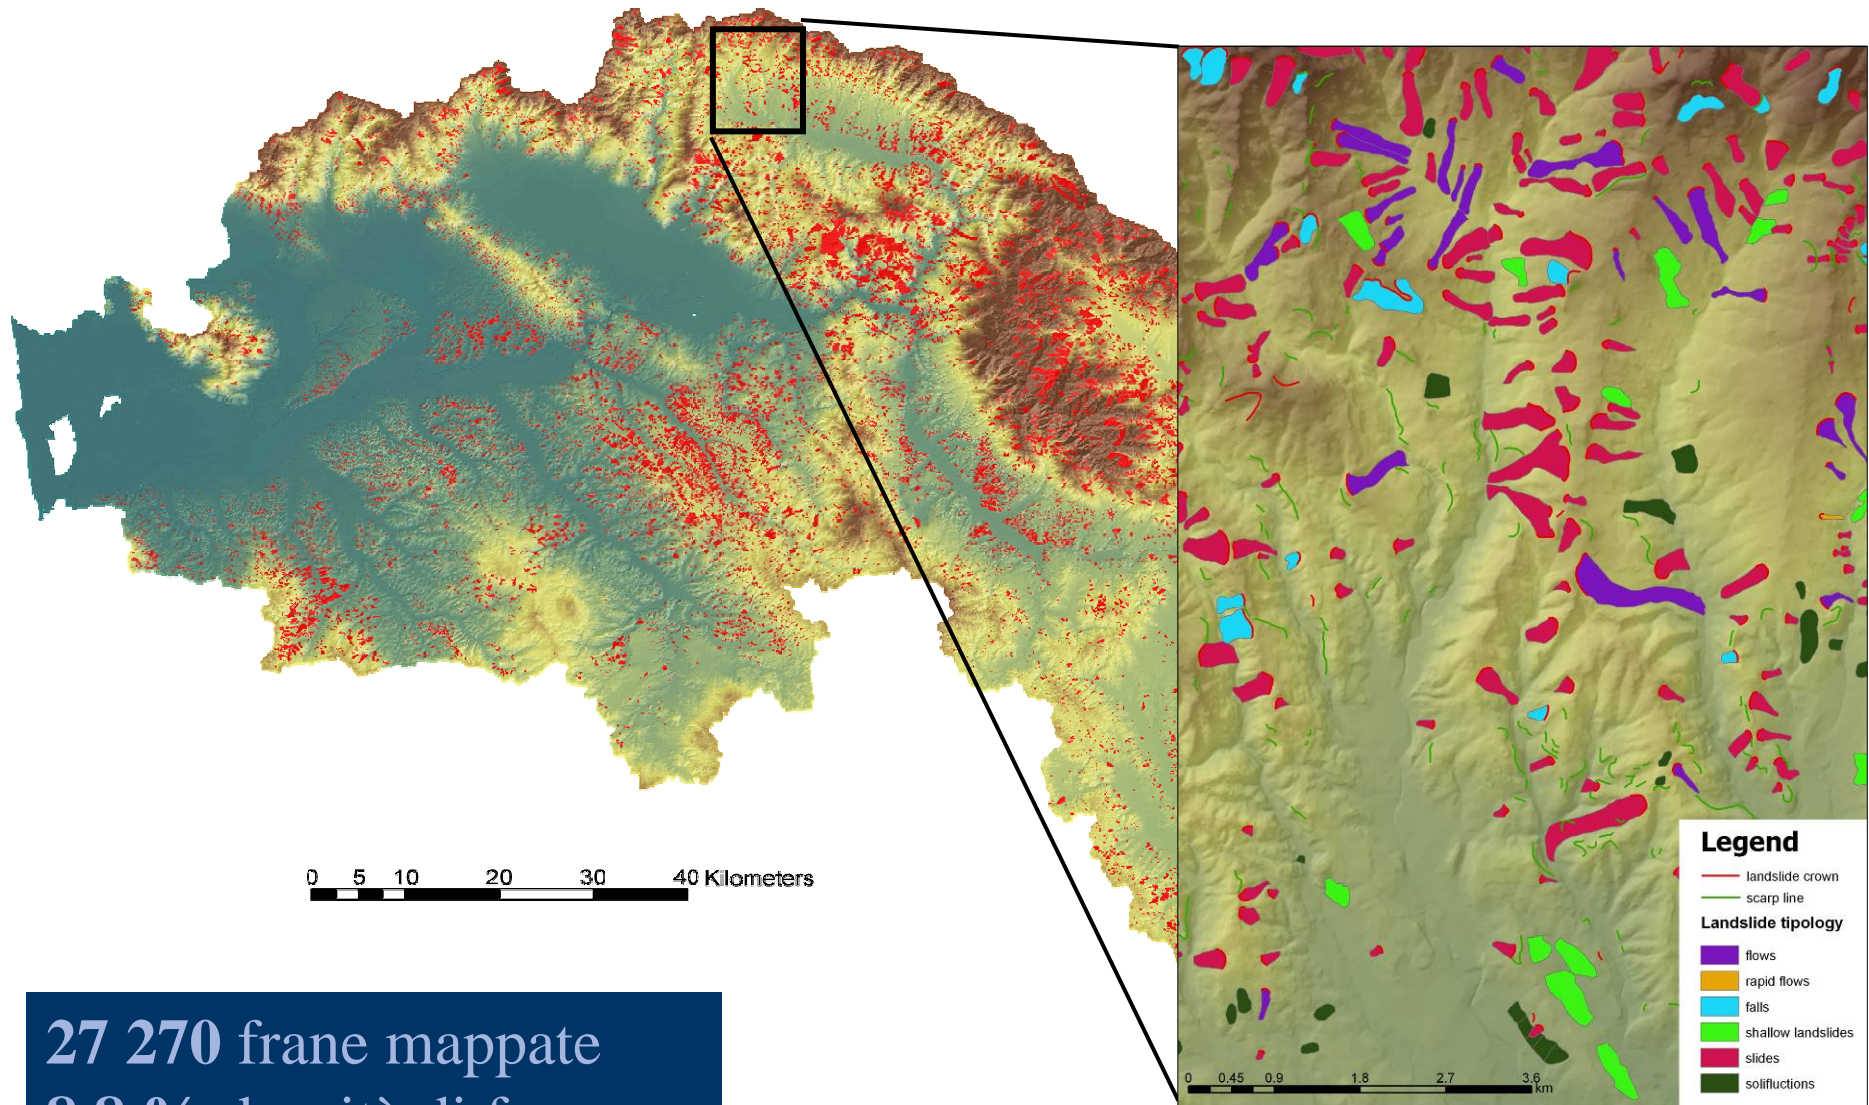 0 5 10 20 30 40 Kilometers
27 270 frane mappate
Legend
landslide crown
scarp line
Landslide tipology
flows
rapid flows
falls
shallow landslides
slides
solifluctions
0 0.45 0.9 1.8 2.7 3.6
km